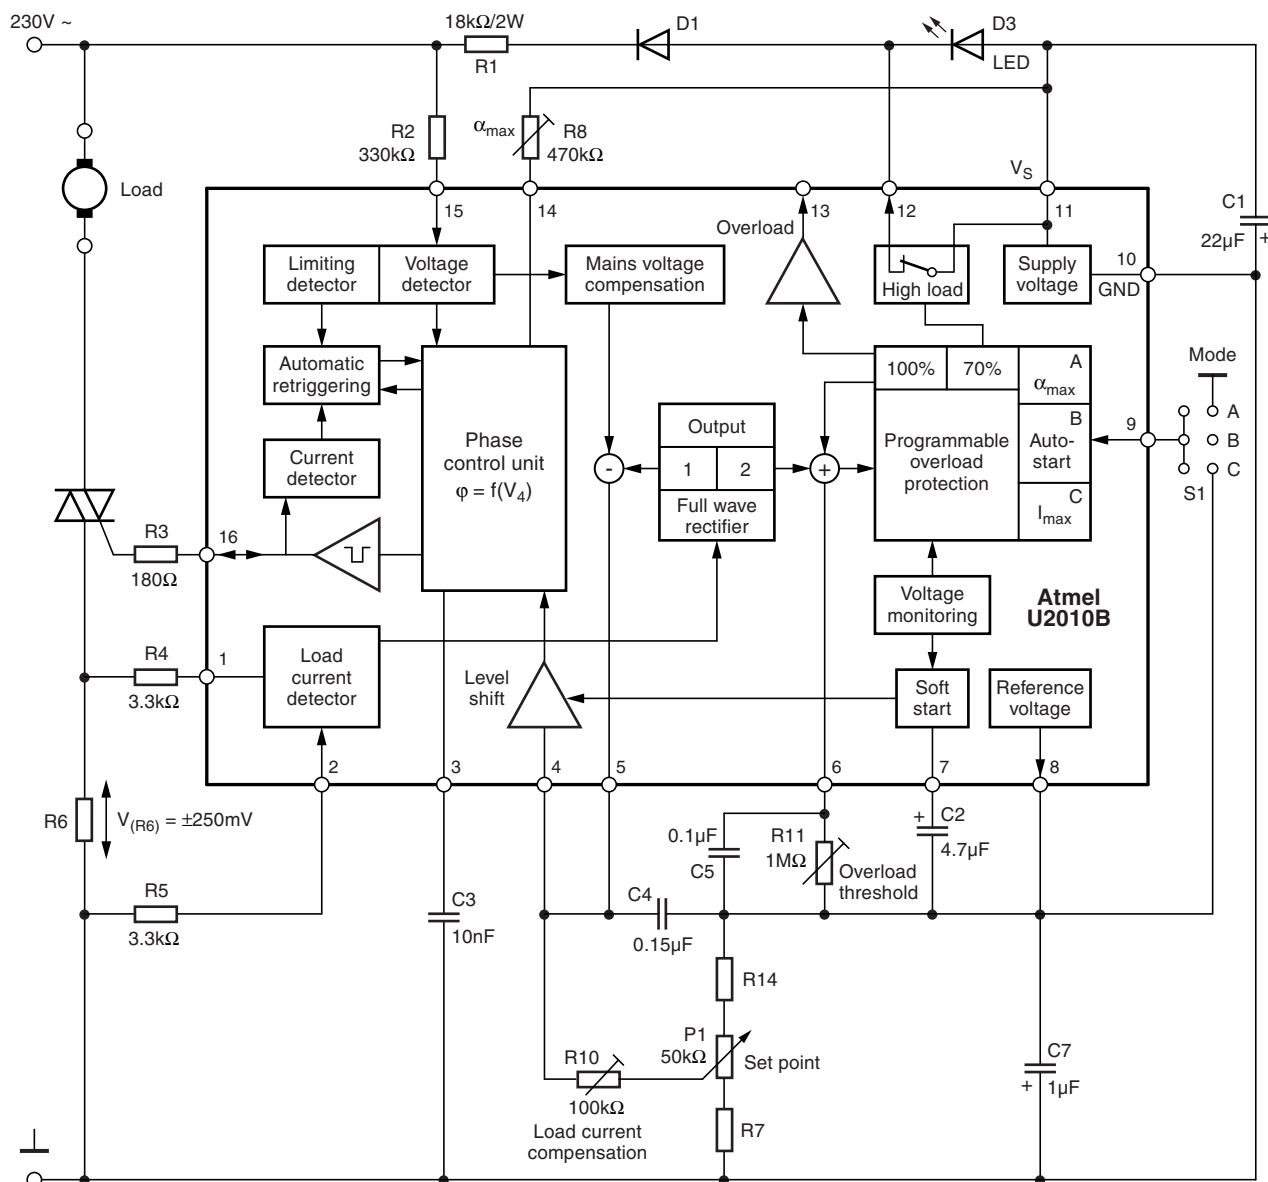 230V ~
18kΩ/2W
R1
D1
D3
LED
R2
330kΩ
αmax
R8
470kΩ
VS
Load
15
14
13
12
11
C1
22μF
+
Overload
Limiting
detector
Voltage
detector
Mains voltage
compensation
High load
Supply
voltage
10
GND
Automatic
retriggering
100%
70%
A
αmax
Mode
A
B
C
S1
9
Output
1
2
Full wave
rectifier
-
+
Programmable
overload
protection
B
Auto-
start
C
Imax
Phase
control unit
φ = f(V4)
Current
detector
R3
180Ω
16
Voltage
monitoring
Atmel
U2010B
R4
3.3kΩ
1
Load
current
detector
Level
shift
Soft
start
Reference
voltage
2
3
4
5
6
7
8
R6
V(R6) = ±250mV
0.1μF
C5
R11
1MΩ
Overload
threshold
+
C2
4.7μF
R5
3.3kΩ
C3
10nF
C4
0.15μF
R14
P1
50kΩ
Set point
R10
100kΩ
Load current
compensation
R7
C7
1μF
+